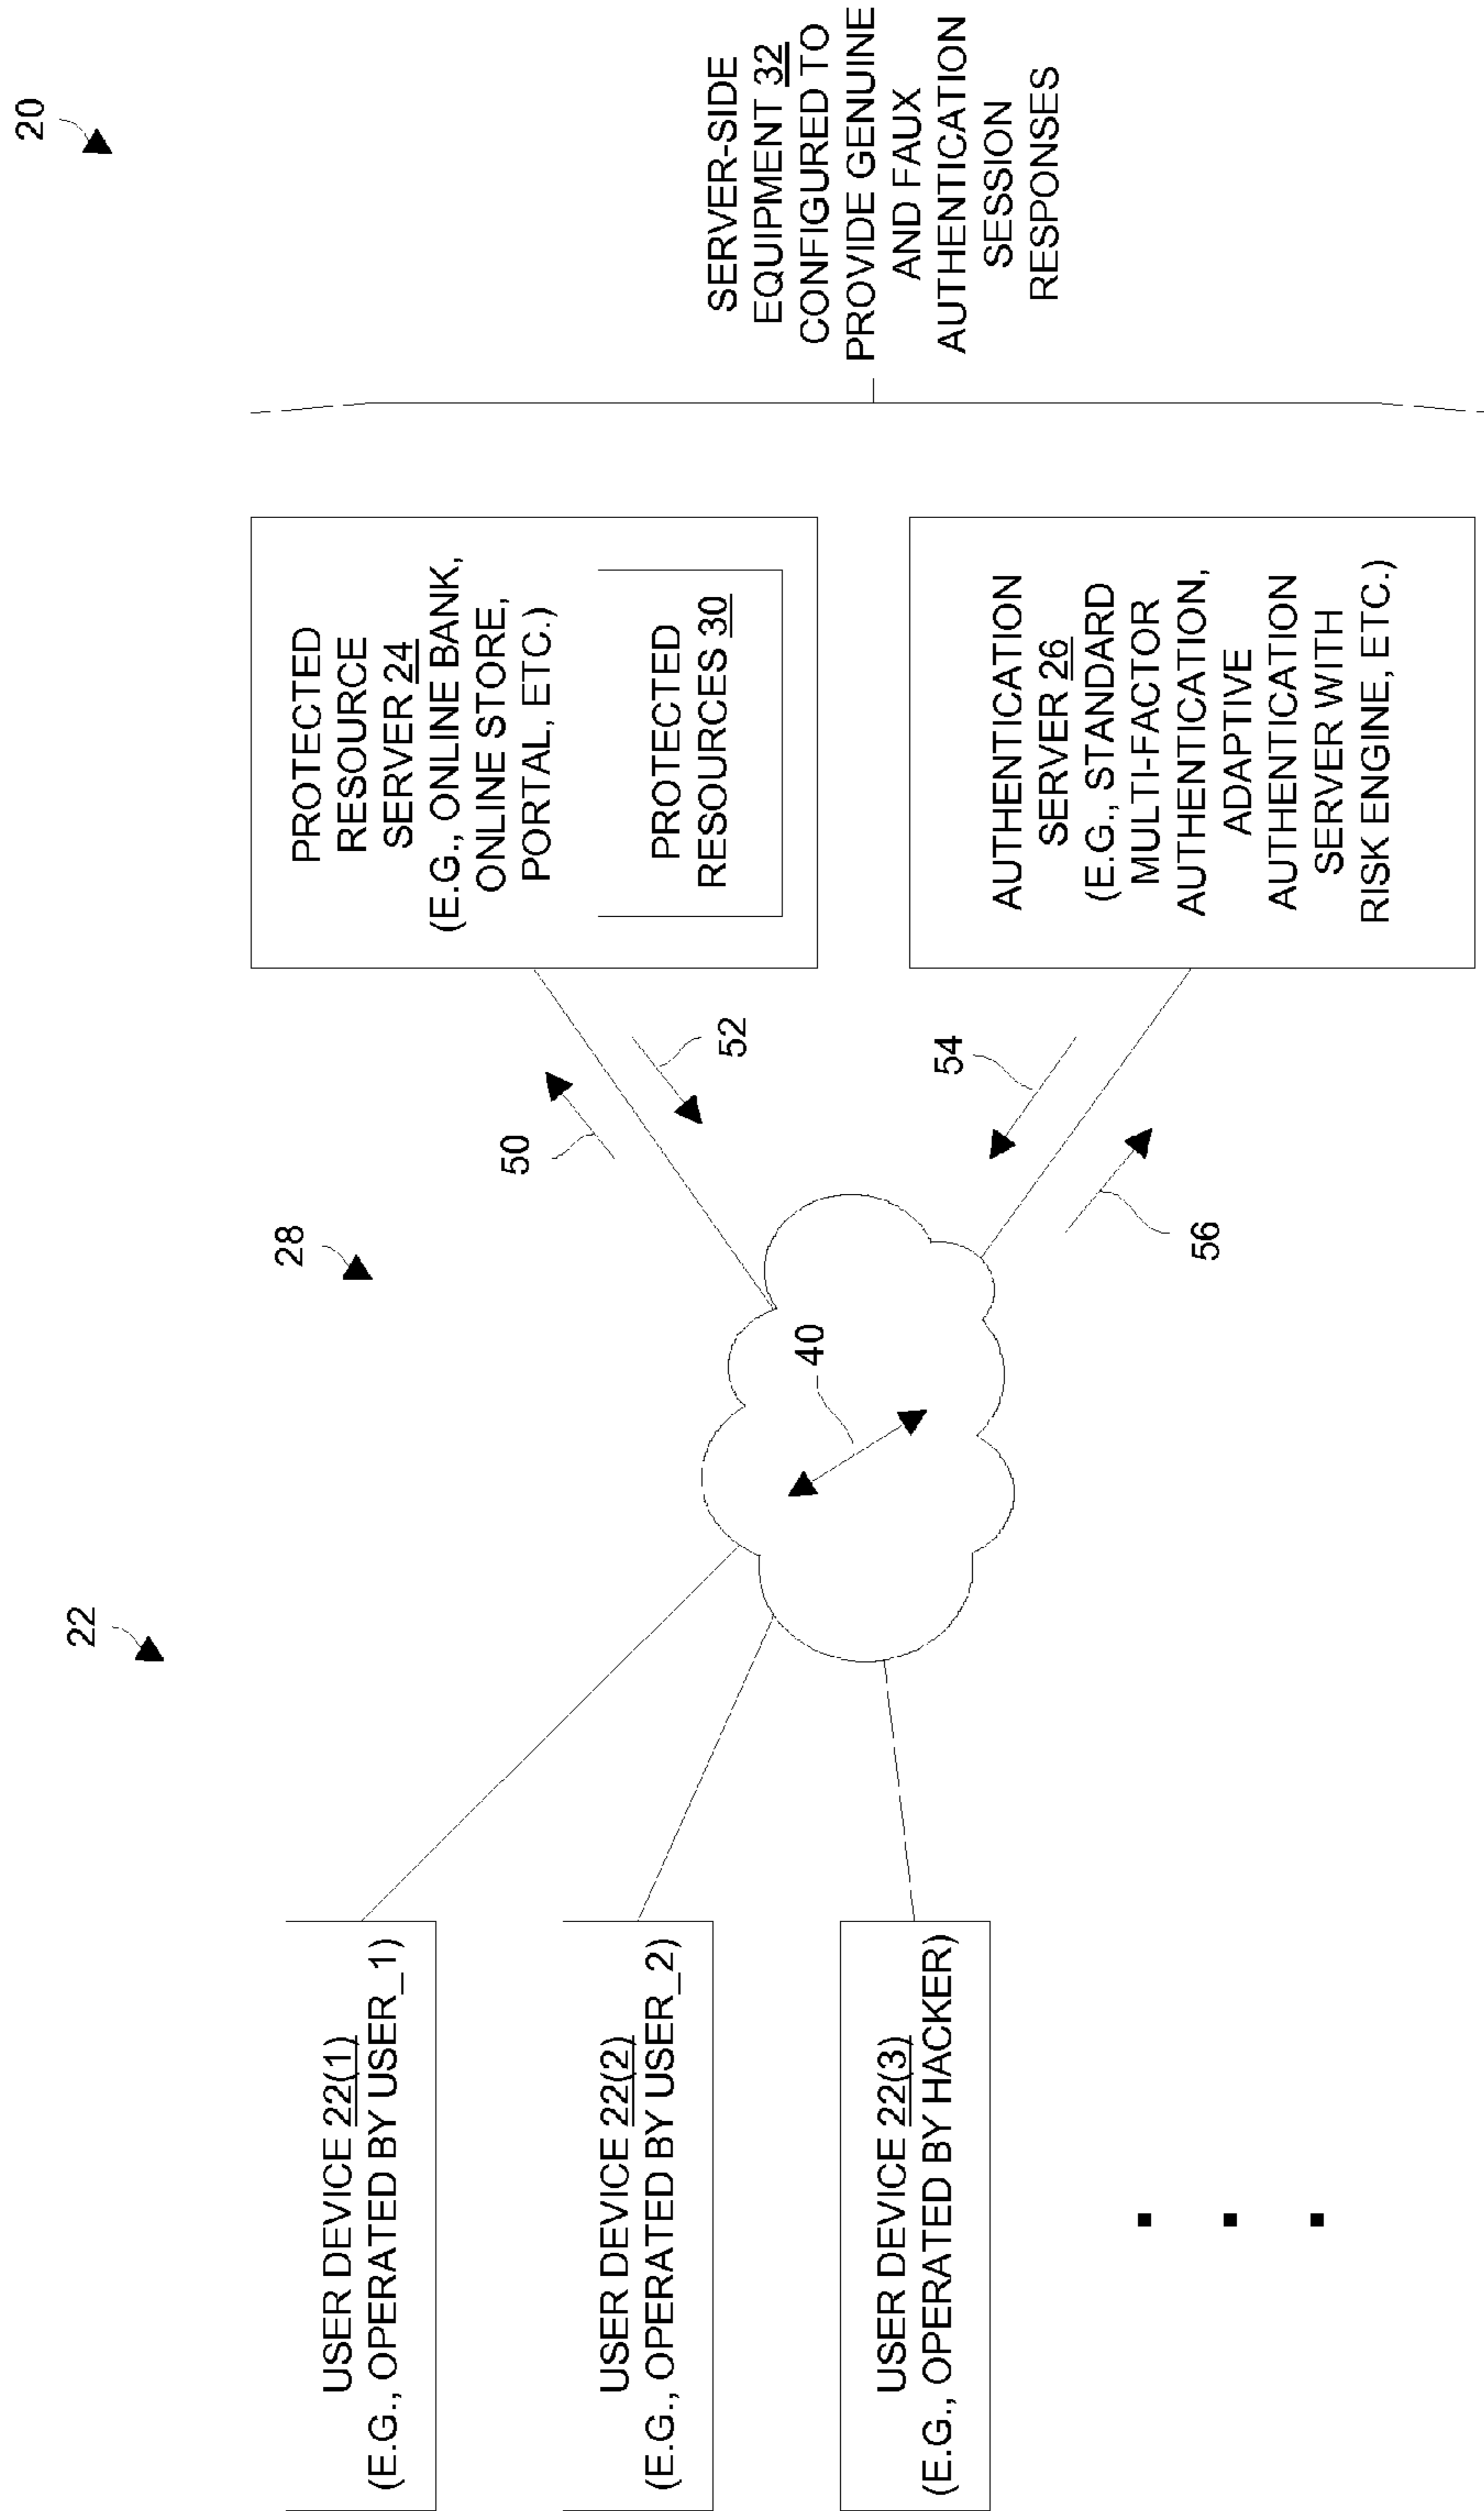 20
22
28
USER DEVICE 22(1)
(E.G., OPERATED BY USER_1)
USER DEVICE 22(2)
(E.G., OPERATED BY USER_2)
USER DEVICE 22(3)
(E.G., OPERATED BY HACKER)
40
50
52
54
56
PROTECTED
RESOURCE
SERVER 24
(E.G., ONLINE BANK,
ONLINE STORE,
PORTAL, ETC.)
PROTECTED
RESOURCES 30
AUTHENTICATION
SERVER 26
(E.G., STANDARD
MULTI-FACTOR
AUTHENTICATION,
ADAPTIVE
AUTHENTICATION
SERVER WITH
RISK ENGINE, ETC.)
SERVER-SIDE
EQUIPMENT 32
CONFIGURED TO
PROVIDE GENUINE
AND FAUX
AUTHENTICATION
SESSION
RESPONSES